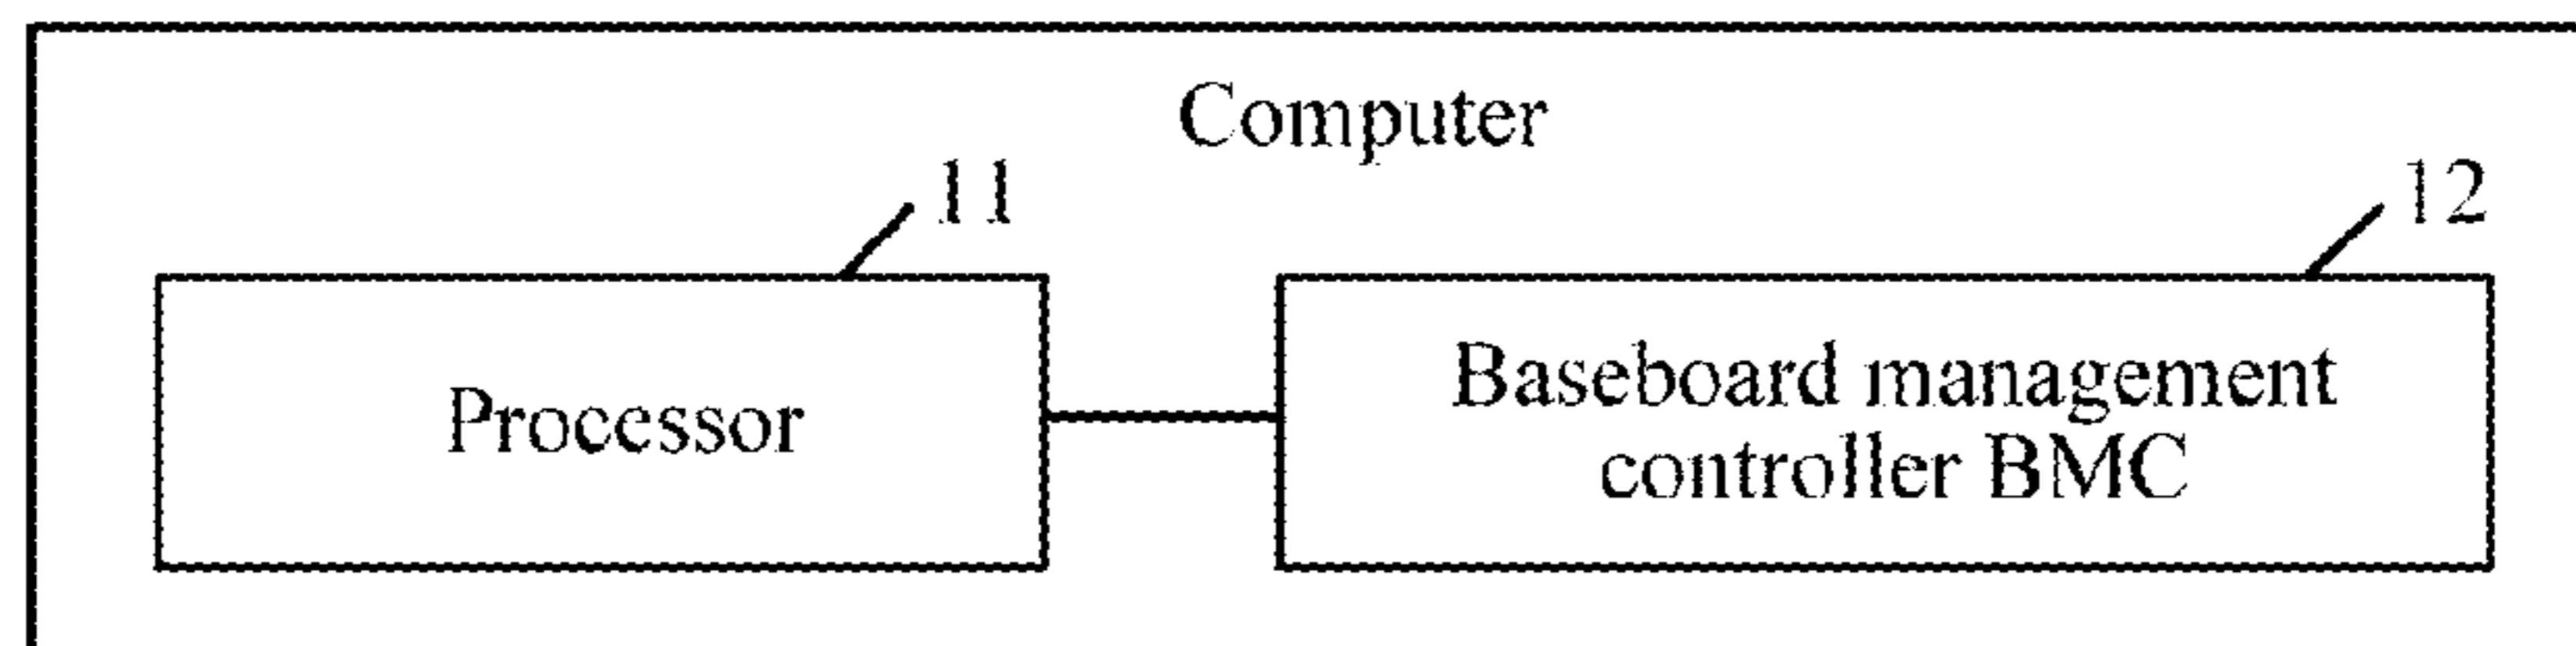 Computer
11
12
Processor
Baseboard management
controller BMC